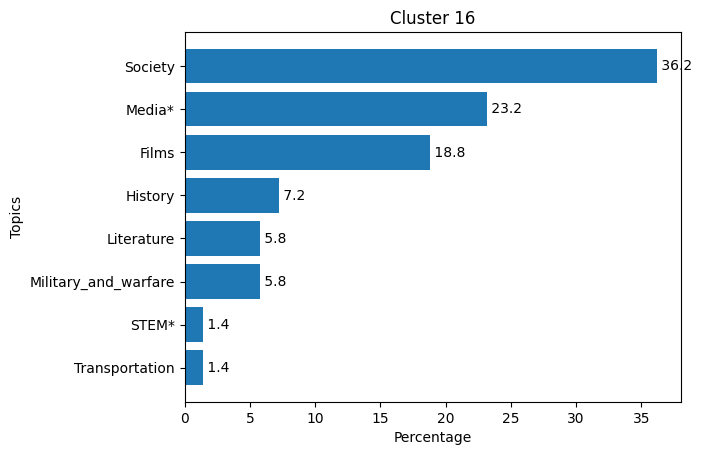 Cluster 16
Society 36.2
Media* 23.2
Films 18.8
History 7.2
Literature 5.8
Military_and_warfare 5.8
STEM* 1.4
Transportation 1.4
Topics
0 5 10 15 20 25 30 35
Percentage